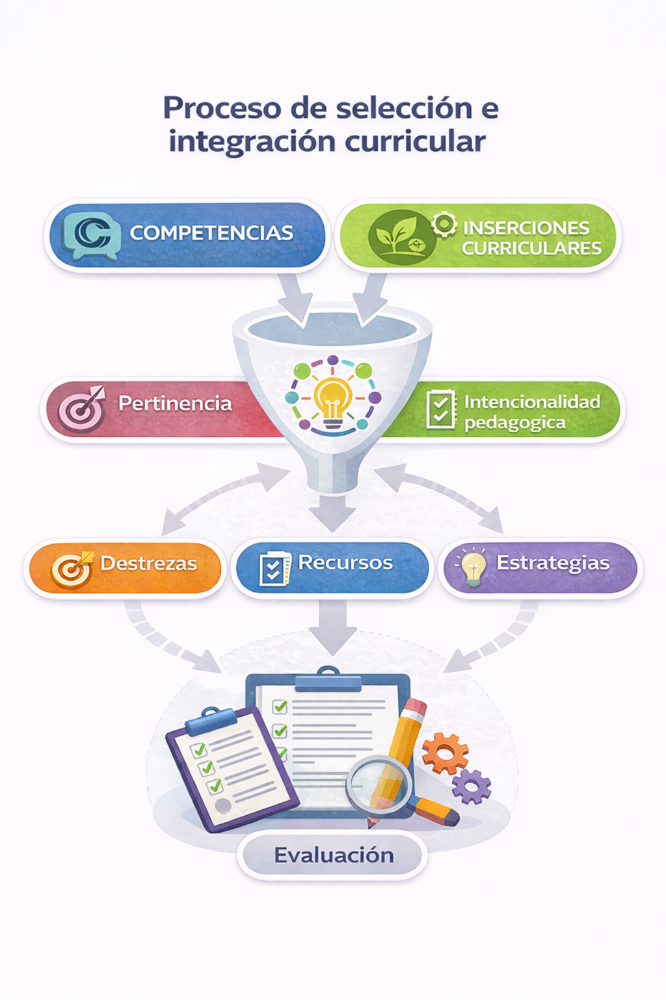 Proceso de selección e
integración curricular
COMPETENCIAS
INSERCIONES
CURRICULARES
Pertinencia
Intencionalidad
pedagogica
Destrezas
Recursos
Estrategias
Evaluación